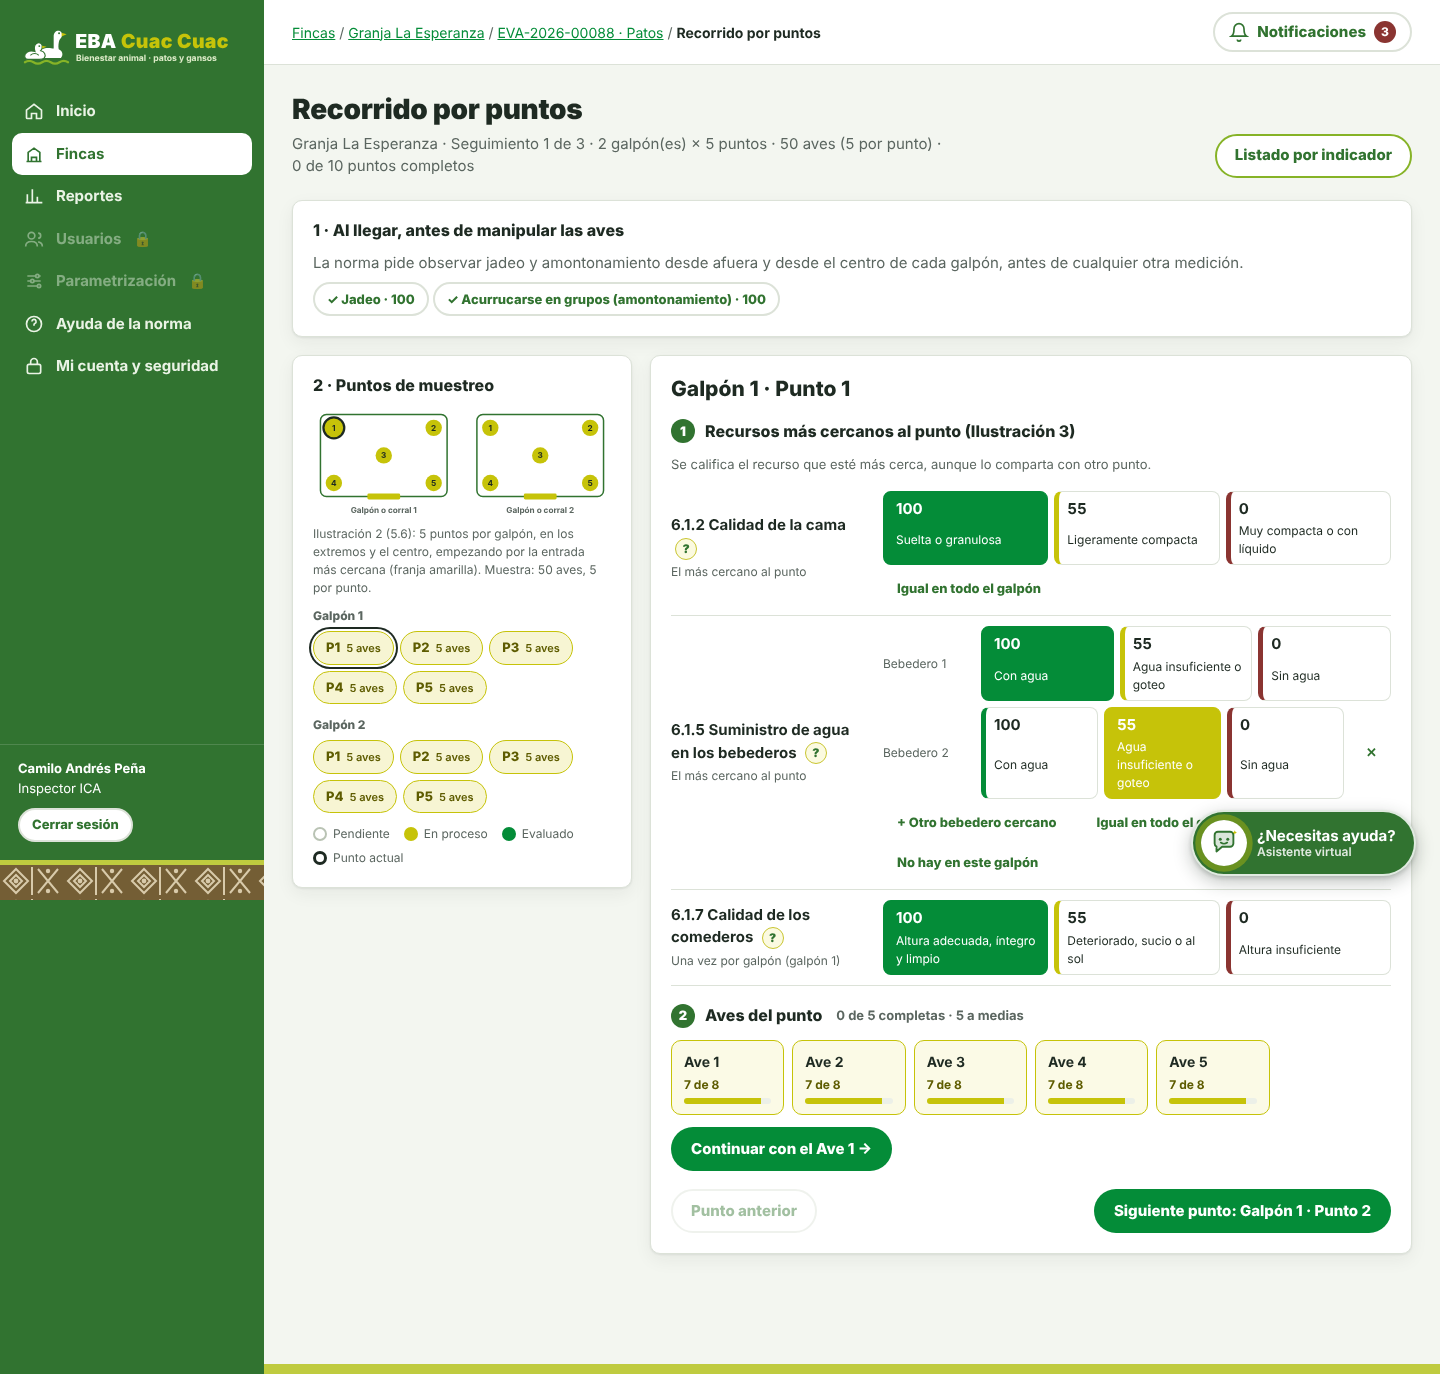 EBA Cuac Cuac
Bienestar animal · patos y gansos
Inicio
Fincas
Reportes
Usuarios
Parametrización
Ayuda de la norma
Mi cuenta y seguridad
Camilo Andrés Peña
Inspector ICA
Cerrar sesión
Fincas / Granja La Esperanza / EVA-2026-00088 · Patos / Recorrido por puntos
Notificaciones 3
Recorrido por puntos
Granja La Esperanza · Seguimiento 1 de 3 · 2 galpón(es) × 5 puntos · 50 aves (5 por punto) ·
0 de 10 puntos completos
Listado por indicador
1 · Al llegar, antes de manipular las aves
La norma pide observar jadeo y amontonamiento desde afuera y desde el centro de cada galpón, antes de cualquier otra medición.
✓ Jadeo · 100
✓ Acurrucarse en grupos (amontonamiento) · 100
2 · Puntos de muestreo
1 2 3 4 5
Galpón o corral 1
1 2 3 4 5
Galpón o corral 2
Ilustración 2 (5.6): 5 puntos por galpón, en los
extremos y el centro, empezando por la entrada
más cercana (franja amarilla). Muestra: 50 aves, 5
por punto.
Galpón 1
P1 5 aves P2 5 aves P3 5 aves
P4 5 aves P5 5 aves
Galpón 2
P1 5 aves P2 5 aves P3 5 aves
P4 5 aves P5 5 aves
Pendiente En proceso Evaluado
Punto actual
Galpón 1 · Punto 1
1 Recursos más cercanos al punto (Ilustración 3)
Se califica el recurso que esté más cerca, aunque lo comparta con otro punto.
6.1.2 Calidad de la cama
?
El más cercano al punto
100
Suelta o granulosa
55
Ligeramente compacta
0
Muy compacta o con
líquido
Igual en todo el galpón
6.1.5 Suministro de agua
en los bebederos ?
El más cercano al punto
Bebedero 1
100
Con agua
55
Agua insuficiente o
goteo
0
Sin agua
Bebedero 2
100
Con agua
55
Agua
insuficiente o
goteo
0
Sin agua
×
+ Otro bebedero cercano
Igual en todo el
No hay en este galpón
¿Necesitas ayuda?
Asistente virtual
6.1.7 Calidad de los
comederos ?
Una vez por galpón (galpón 1)
100
Altura adecuada, íntegro
y limpio
55
Deteriorado, sucio o al
sol
0
Altura insuficiente
2 Aves del punto 0 de 5 completas · 5 a medias
Ave 1
7 de 8
Ave 2
7 de 8
Ave 3
7 de 8
Ave 4
7 de 8
Ave 5
7 de 8
Continuar con el Ave 1 →
Punto anterior
Siguiente punto: Galpón 1 · Punto 2